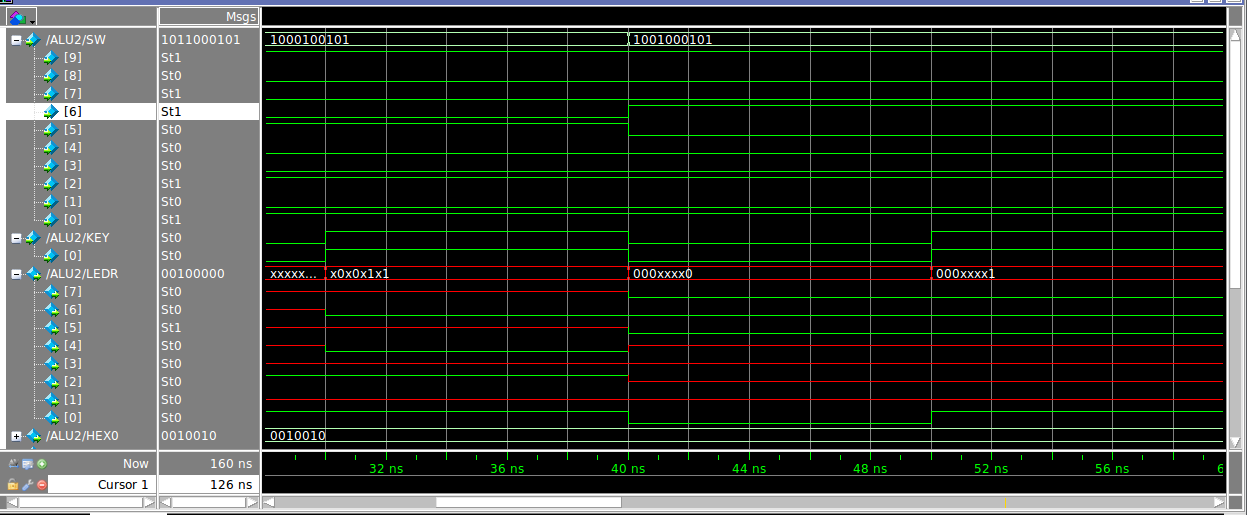 Msgs
/ALU2/SW 1011000101 1000100101 1001000101
[9] St1
[8] St0
[7] St1
[6] St1
[5] St0
[4] St0
[3] St0
[2] St1
[1] St0
[0] St1
/ALU2/KEY St0
[0] St0
/ALU2/LEDR 00100000 xxxxx... x0x0x1x1 000xxxx0 000xxxx1
[7] St0
[6] St0
[5] St1
[4] St0
[3] St0
[2] St0
[1] St0
[0] St0
/ALU2/HEX0 0010010 0010010
Now 160 ns 32 ns 36 ns 40 ns 44 ns 48 ns 52 ns 56 ns 6
Cursor 1 126 ns